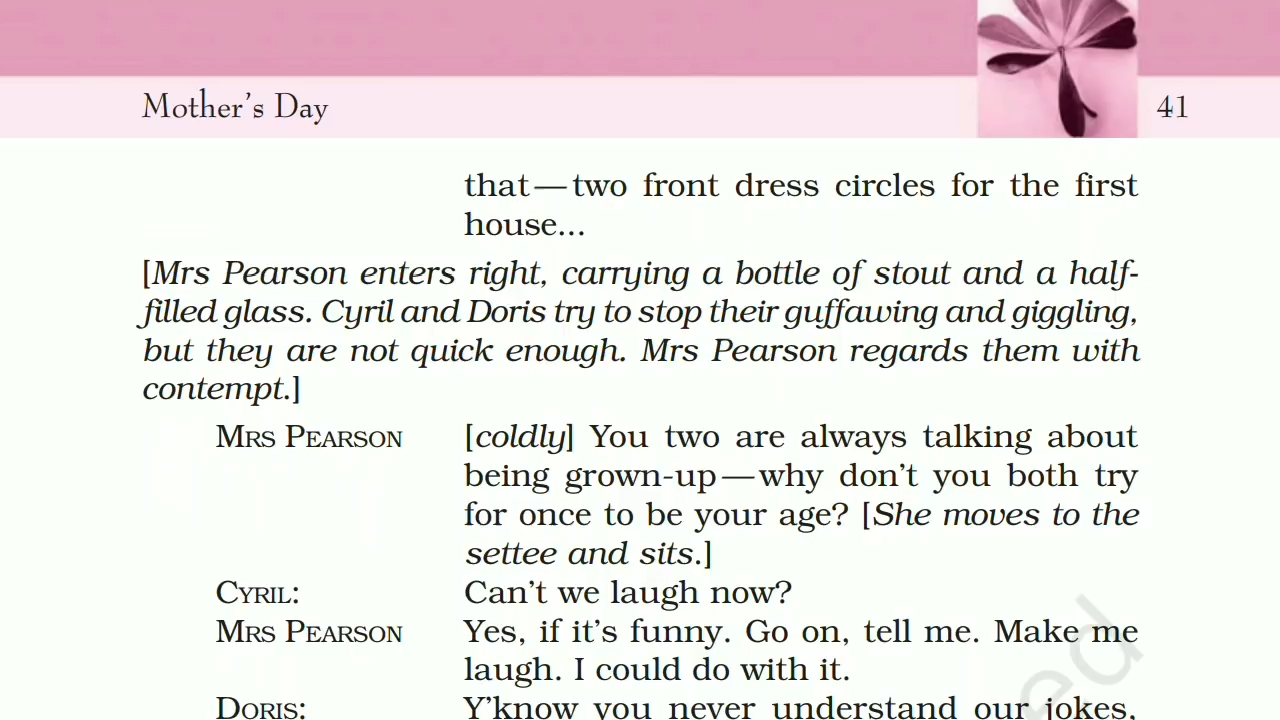 Mother's Day
41
that—two front dress circles for the first
house...
[Mrs Pearson enters right, carrying a bottle of stout and a half-
filled glass. Cyril and Doris try to stop their guffawing and giggling,
but they are not quick enough. Mrs Pearson regards them with
contempt.]
MRS PEARSON [coldly] You two are always talking about
being grown-up—why don't you both try
for once to be your age? [She moves to the
settee and sits.]
CYRIL: Can't we laugh now?
MRS PEARSON Yes, if it's funny. Go on, tell me. Make me
laugh. I could do with it.
DORIS: Y'know you never understand our jokes,
ed